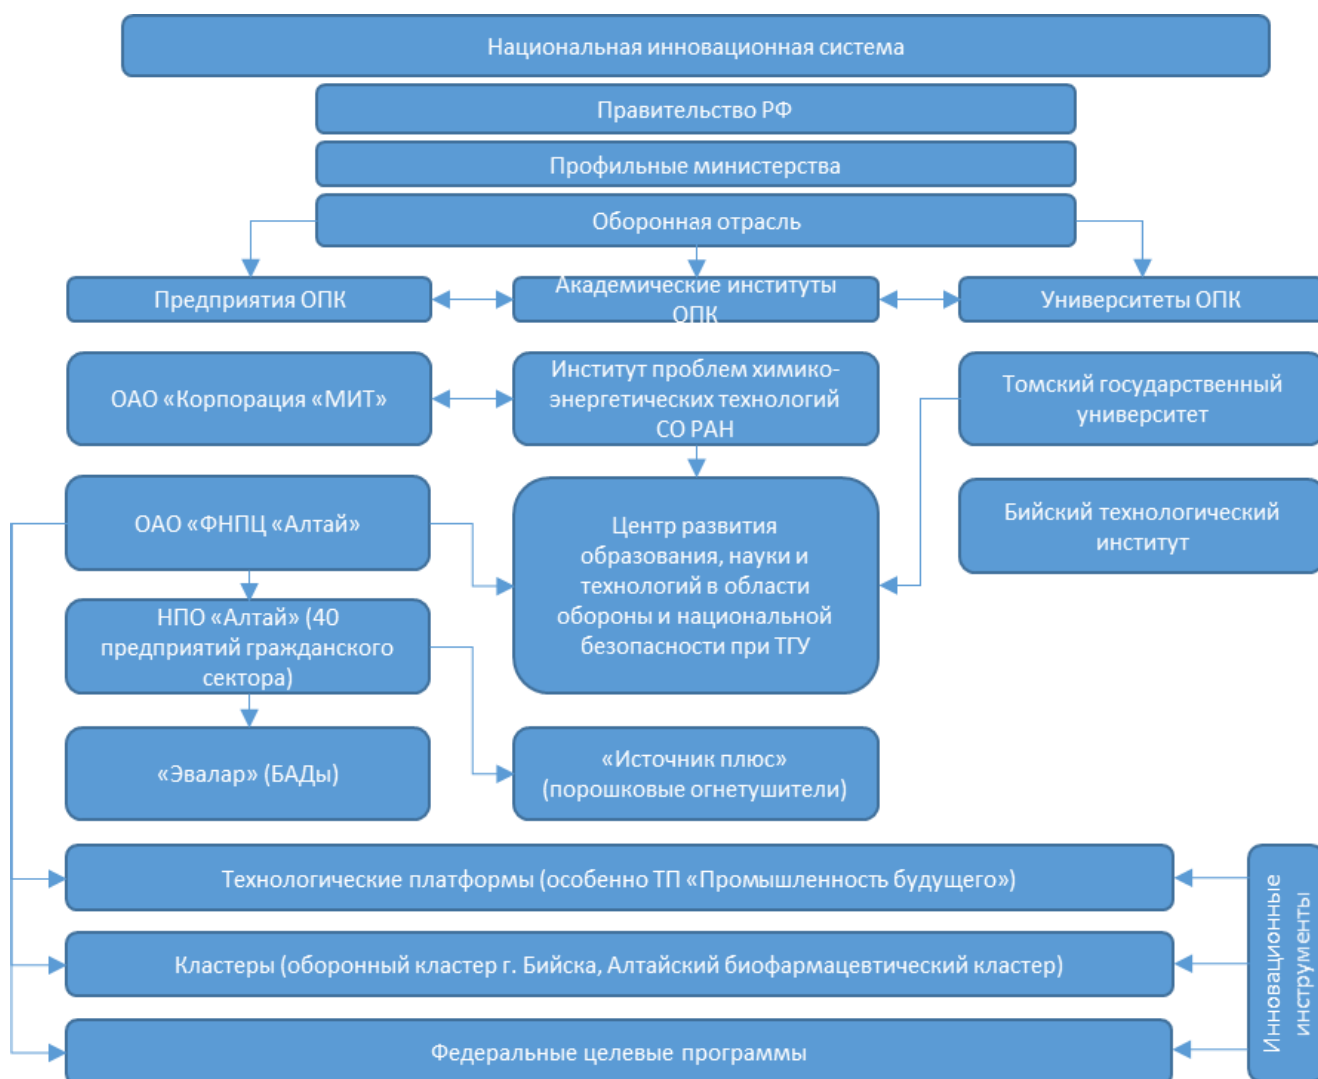 Национальная инновационная система
Правительство РФ
Профильные министерства
Оборонная отрасль
Предприятия ОПК
Академические институты
ОПК
Университеты ОПК
ОАО «Корпорация «МИТ»
Институт проблем химико-
энергетических технологий
СО РАН
Томский государственный
университет
ОАО «ФНПЦ «Алтай»
Центр развития
образования, науки и
технологий в области
обороны и национальной
безопасности при ТГУ
Бийский технологический
институт
НПО «Алтай» (40
предприятий гражданского
сектора)
«Эвалар» (БАДы)
«Источник плюс»
(порошковые огнетушители)
Технологические платформы (особенно ТП «Промышленность будущего»)
Кластеры (оборонный кластер г. Бийска, Алтайский биофармацевтический кластер)
Федеральные целевые программы
Инновационные
инструменты